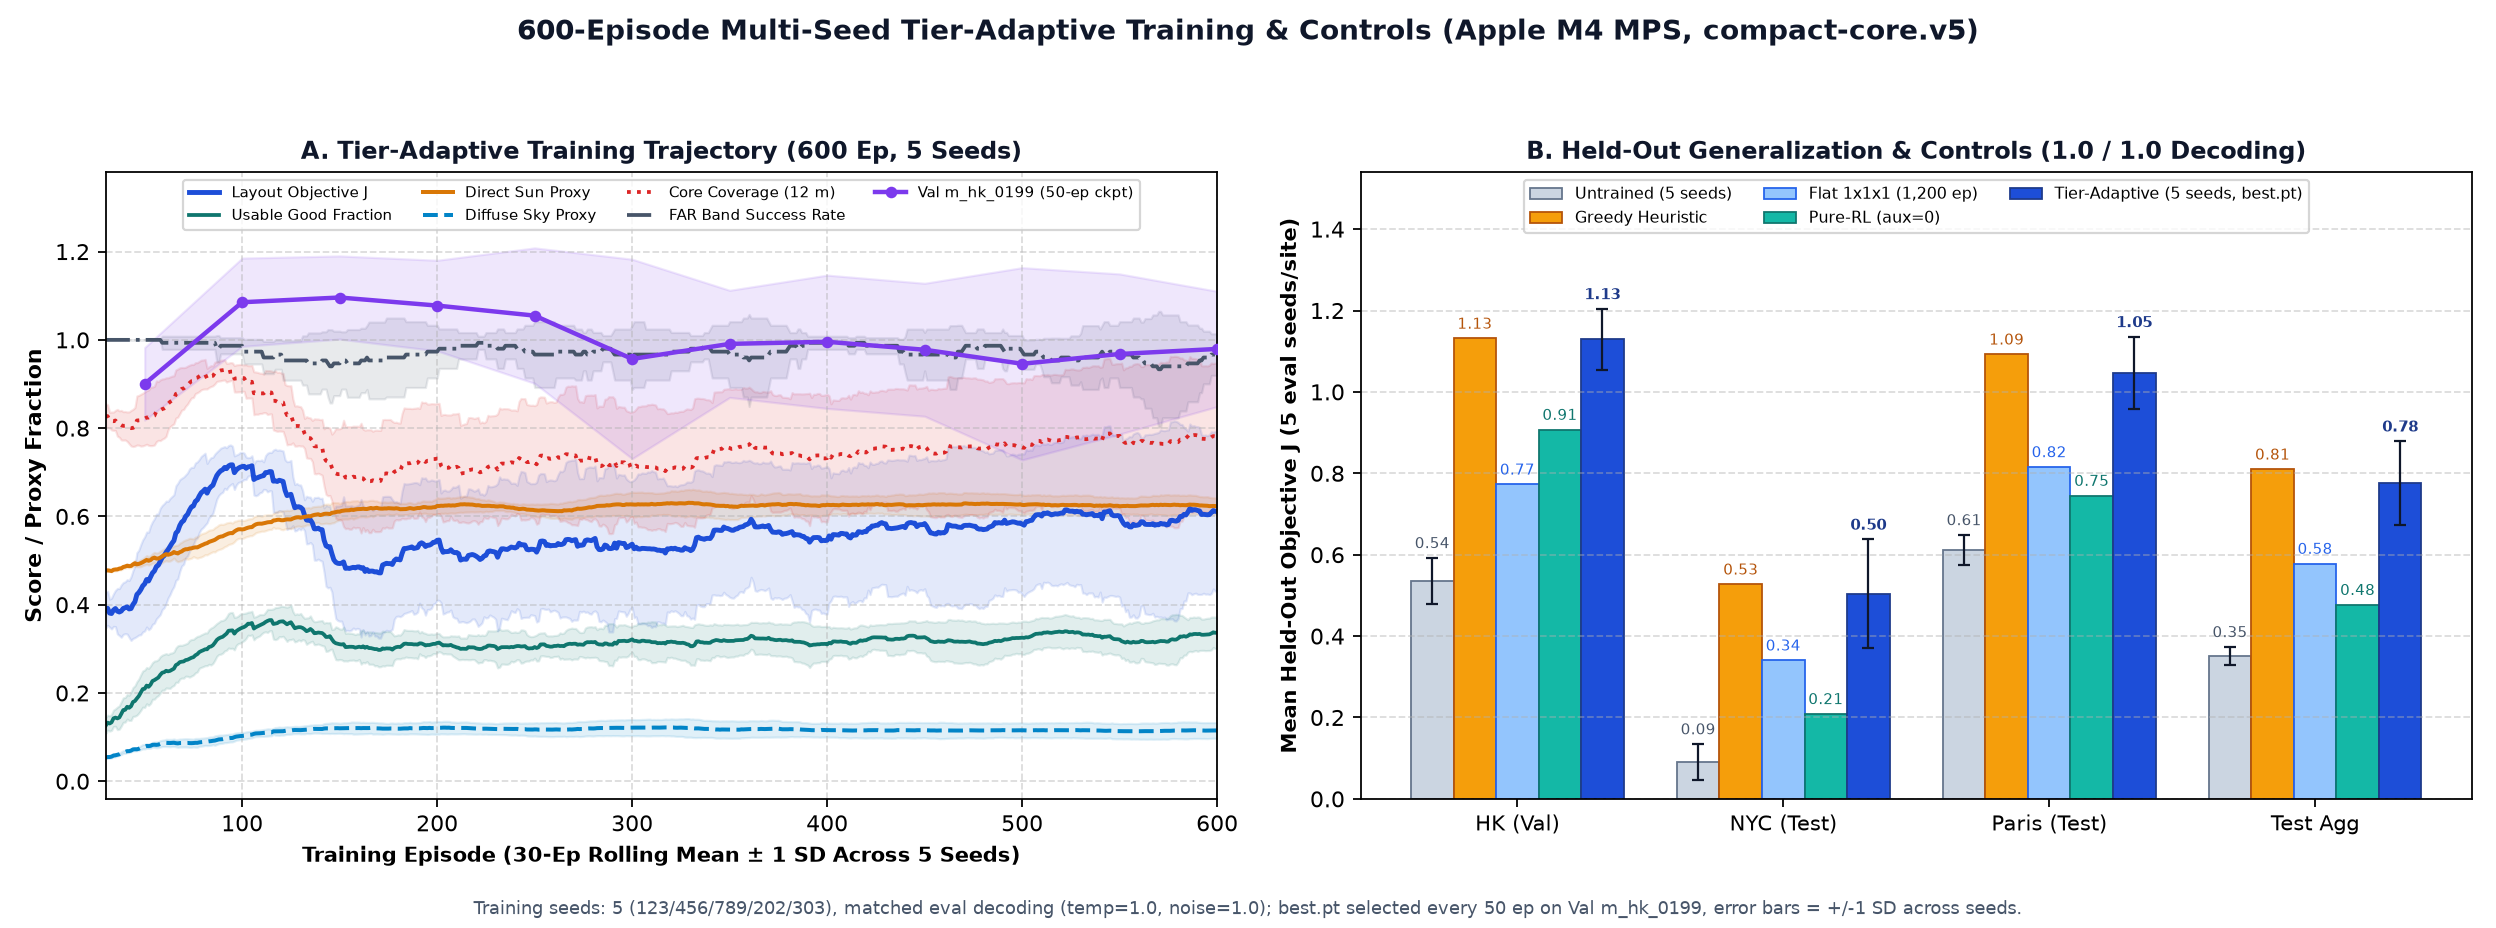 600-Episode Multi-Seed Tier-Adaptive Training & Controls (Apple M4 MPS, compact-core.v5)
A. Tier-Adaptive Training Trajectory (600 Ep, 5 Seeds)
Layout Objective J
Usable Good Fraction
Direct Sun Proxy
Diffuse Sky Proxy
Core Coverage (12 m)
FAR Band Success Rate
Val m_hk_0199 (50-ep ckpt)
Score / Proxy Fraction
1.2
1.0
0.8
0.6
0.4
0.2
0.0
100 200 300 400 500 600
Training Episode (30-Ep Rolling Mean ± 1 SD Across 5 Seeds)
B. Held-Out Generalization & Controls (1.0 / 1.0 Decoding)
Untrained (5 seeds)
Greedy Heuristic
Flat 1x1x1 (1,200 ep)
Pure-RL (aux=0)
Tier-Adaptive (5 seeds, best.pt)
Mean Held-Out Objective J (5 eval seeds/site)
1.4
1.2
1.0
0.8
0.6
0.4
0.2
0.0
0.54 1.13 0.77 0.91 1.13
0.09 0.53 0.34 0.21 0.50
0.61 1.09 0.82 0.75 1.05
0.35 0.81 0.58 0.48 0.78
HK (Val) NYC (Test) Paris (Test) Test Agg
Training seeds: 5 (123/456/789/202/303), matched eval decoding (temp=1.0, noise=1.0); best.pt selected every 50 ep on Val m_hk_0199, error bars = +/-1 SD across seeds.